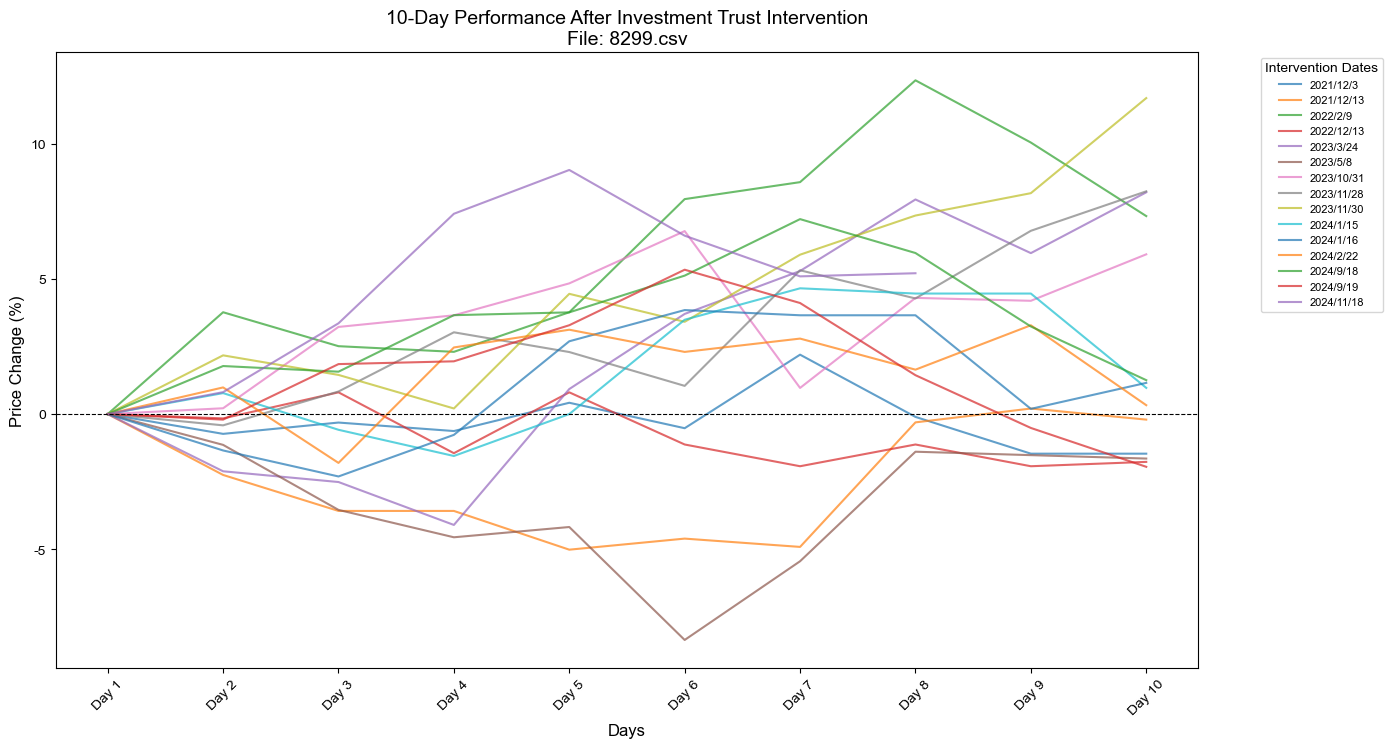 10-Day Performance After Investment Trust Intervention
File: 8299.csv
Price Change (%)
10
5
0
-5
Day 1
Day 2
Day 3
Day 4
Day 5
Day 6
Day 7
Day 8
Day 9
Day 10
Days
Intervention Dates
2021/12/3
2021/12/13
2022/2/9
2022/12/13
2023/3/24
2023/5/8
2023/10/31
2023/11/28
2023/11/30
2024/1/15
2024/1/16
2024/2/22
2024/9/18
2024/9/19
2024/11/18